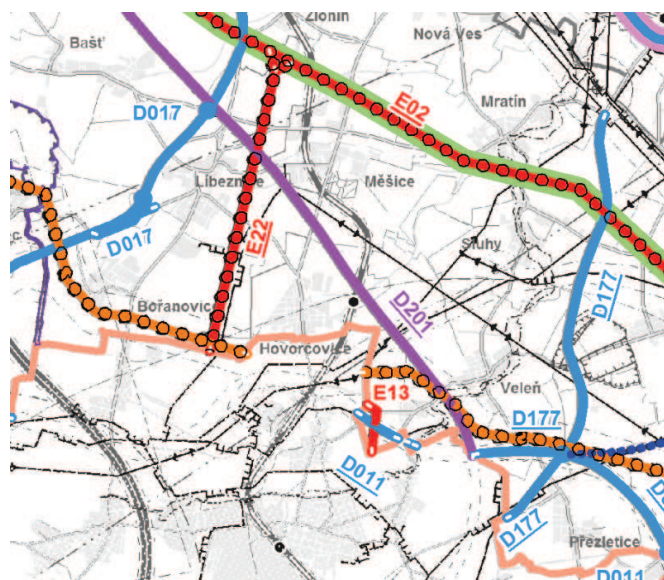 Zlonín
Bašť
Nová Ves
D017
E02
Mratín
Líbeznice
Měšice
D017
E22
Sluhy
D177
Bořanovice
D201
Hovorcovice
E13
Veleň
D177
D011
D177
Přezletice
D011